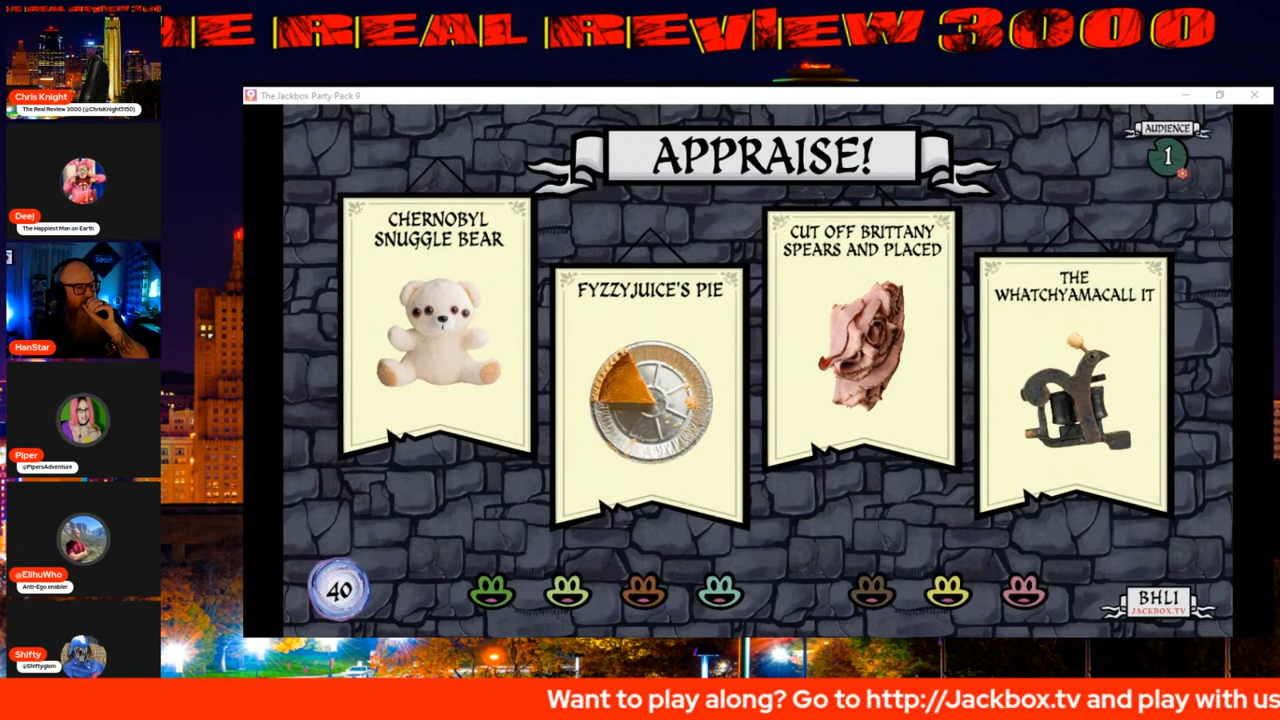 HE REAL REVIEW 3000
Chris Knight
The Real Review 3000 (@ChrisKnight5150)
Deej
The Happiest Man on Earth
HanStar
Piper
@PipersAdventure
@ElihuWho
Anti-Ego enabler
Shifty
@Shiftygism
The Jackbox Party Pack 9
APPRAISE!
AUDIENCE
1
CHERNOBYL
SNUGGLE BEAR
FYZZYJUICE'S PIE
CUT OFF BRITTANY
SPEARS AND PLACED
THE
WHATCHYAMACALL IT
40
BHLI
JACKBOX.TV
Want to play along? Go to http://Jackbox.tv and play with us